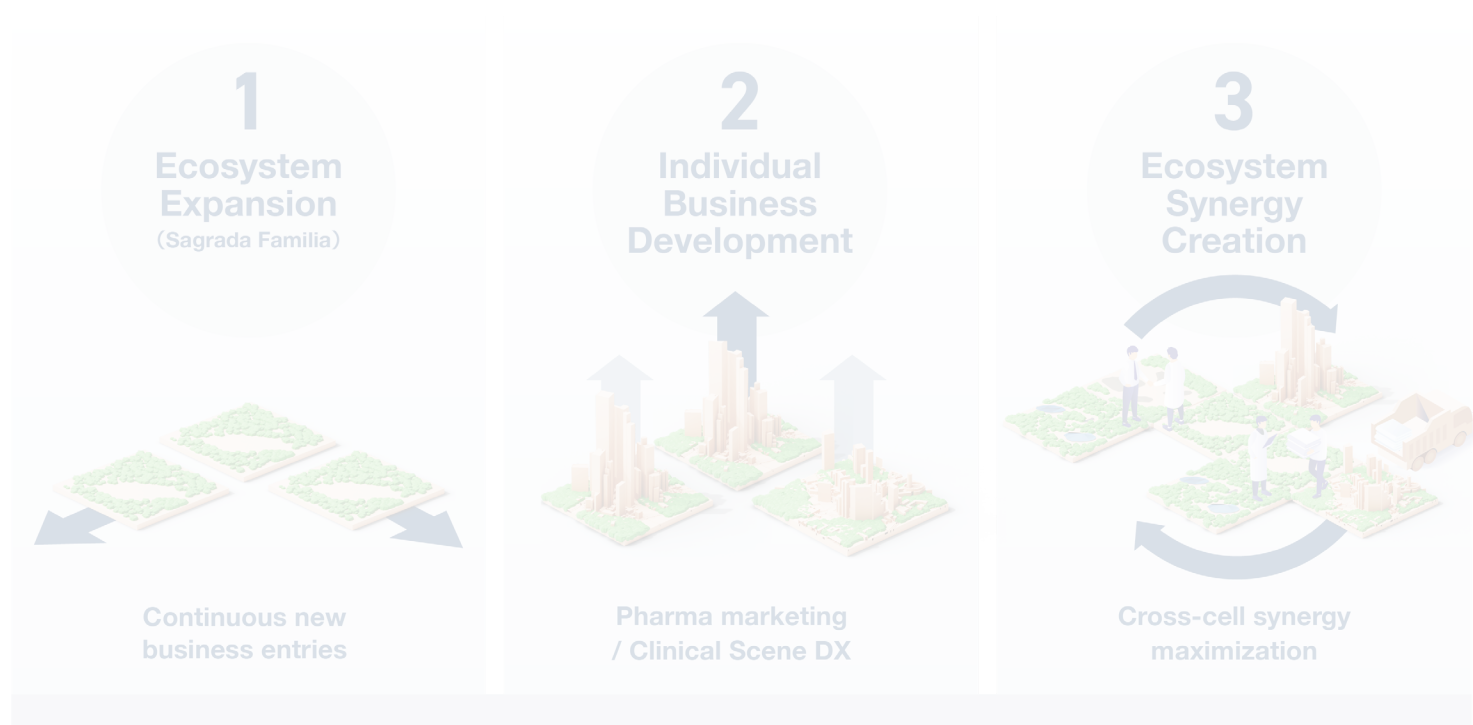 1
Ecosystem
Expansion
（Sagrada Familia）
Continuous new
business entries
2
Individual
Business
Development
Pharma marketing
/ Clinical Scene DX
3
Ecosystem
Synergy
Creation
Cross-cell synergy
maximization